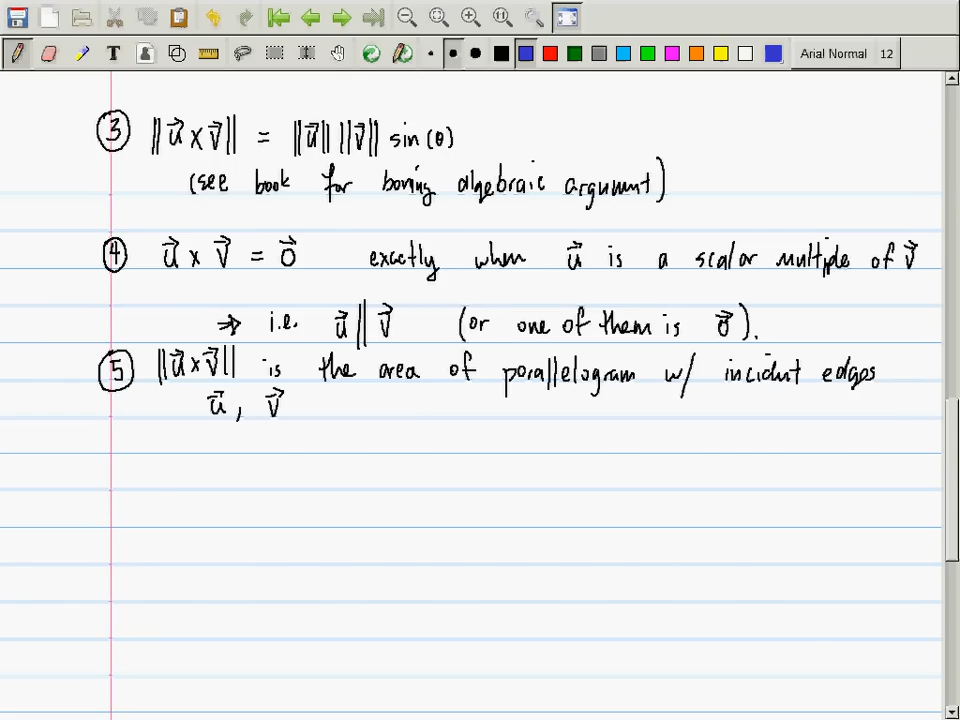 Arial Normal 12
③ ||u⃗ × v⃗|| = ||u⃗|| ||v⃗|| sin(θ)
(see book for boring algebraic argument)
④ u⃗ × v⃗ = 0⃗ exactly when u⃗ is a scalar multiple of v⃗
⇒ i.e. u⃗ || v⃗ (or one of them is 0⃗).
⑤ ||u⃗ × v⃗|| is the area of parallelogram w/ incident edges
u⃗, v⃗